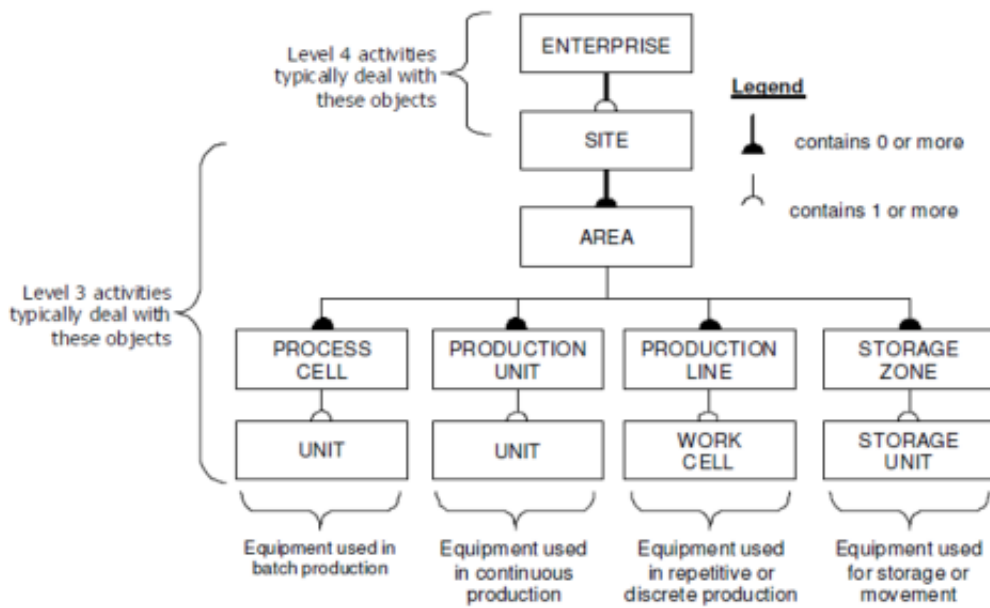 Level 4 activities
typically deal with
these objects
ENTERPRISE
SITE
Legend
contains 0 or more
contains 1 or more
AREA
Level 3 activities
typically deal with
these objects
PROCESS
CELL
PRODUCTION
UNIT
PRODUCTION
LINE
STORAGE
ZONE
UNIT
UNIT
WORK
CELL
STORAGE
UNIT
Equipment used in
batch production
Equipment used
in continuous
production
Equipment used
in repetitive or
discrete production
Equipment used
for storage or
movement